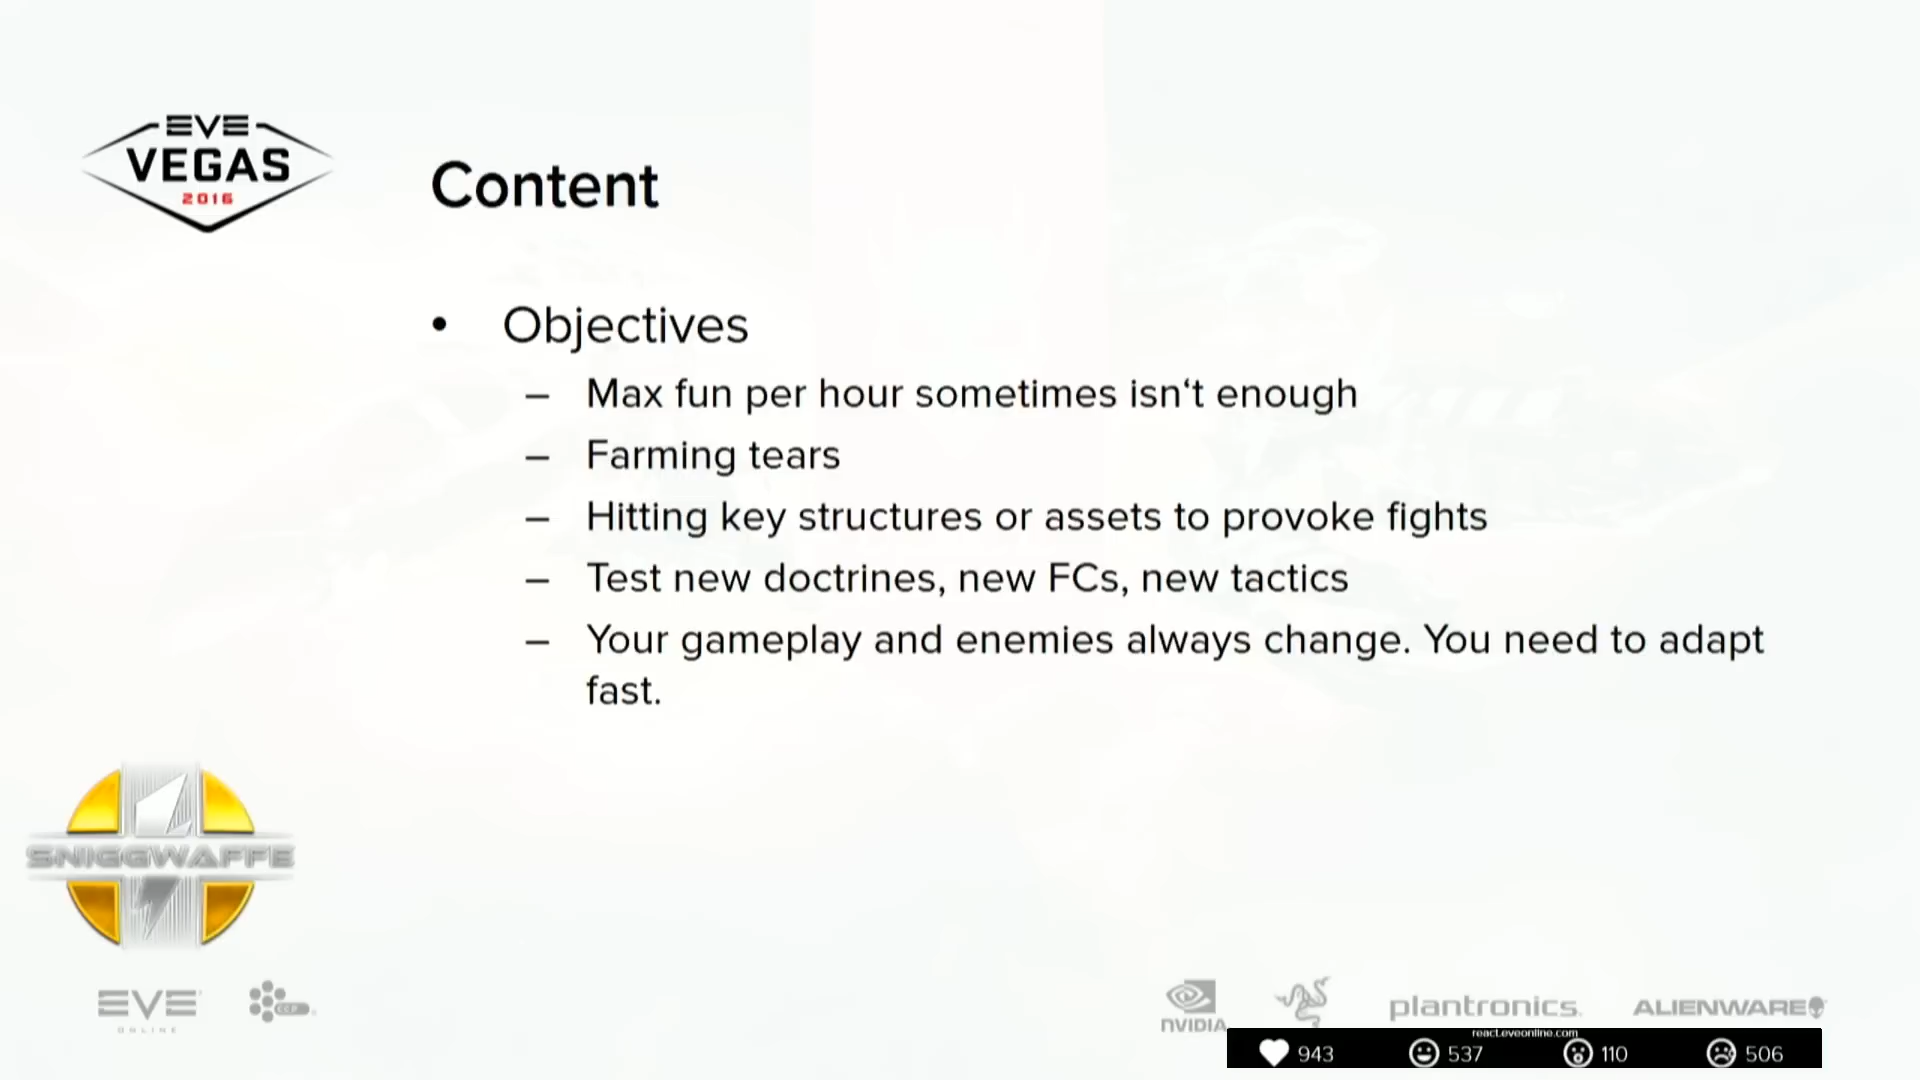 EVE
VEGAS
2016
Content
• Objectives
– Max fun per hour sometimes isn‘t enough
– Farming tears
– Hitting key structures or assets to provoke fights
– Test new doctrines, new FCs, new tactics
– Your gameplay and enemies always change. You need to adapt
fast.
SNIGGWAFFE
EVE
ONLINE
CCP
NVIDIA
plantronics.
ALIENWARE
react.eveonline.com
943 537 110 506